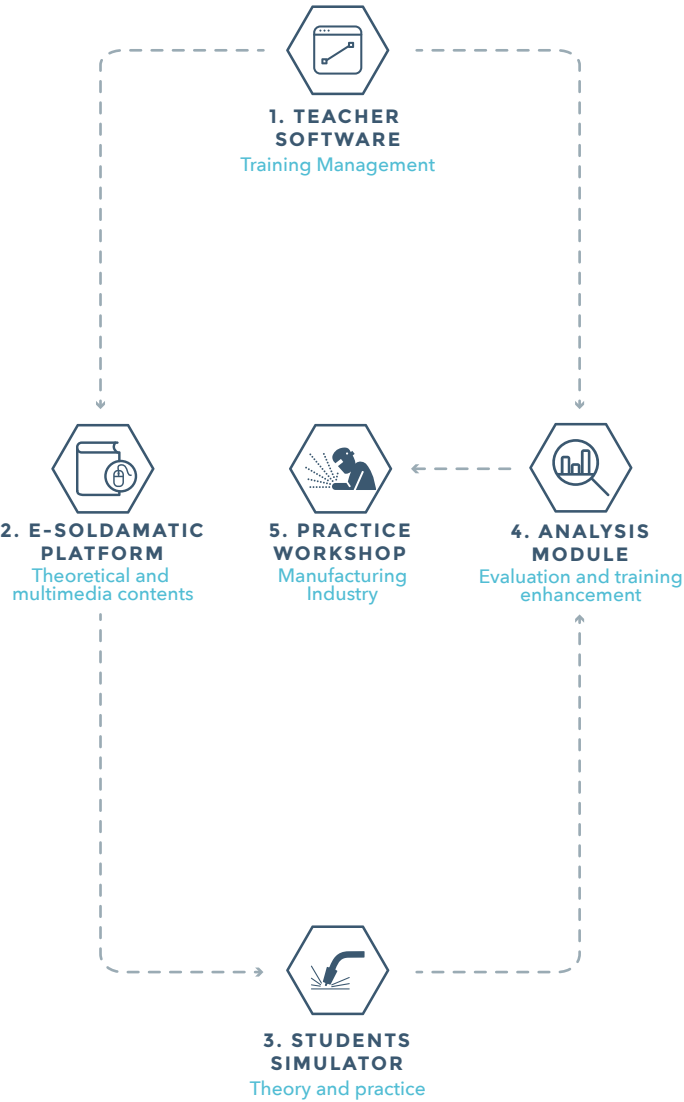 1. TEACHER
SOFTWARE
Training Management
2. E-SOLDAMATIC
PLATFORM
Theoretical and
multimedia contents
5. PRACTICE
WORKSHOP
Manufacturing
Industry
4. ANALYSIS
MODULE
Evaluation and training
enhancement
3. STUDENTS
SIMULATOR
Theory and practice